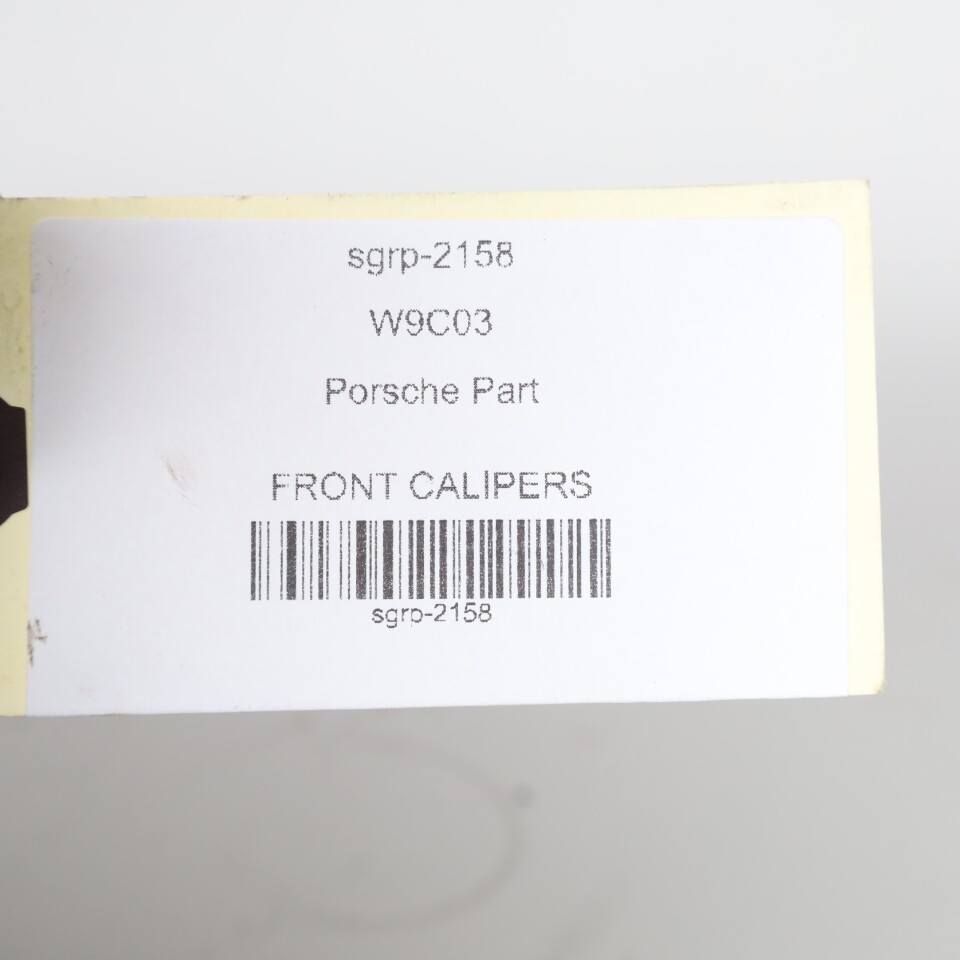 sgrp-2158
W9C03
Porsche Part
FRONT CALIPERS
sgrp-2158